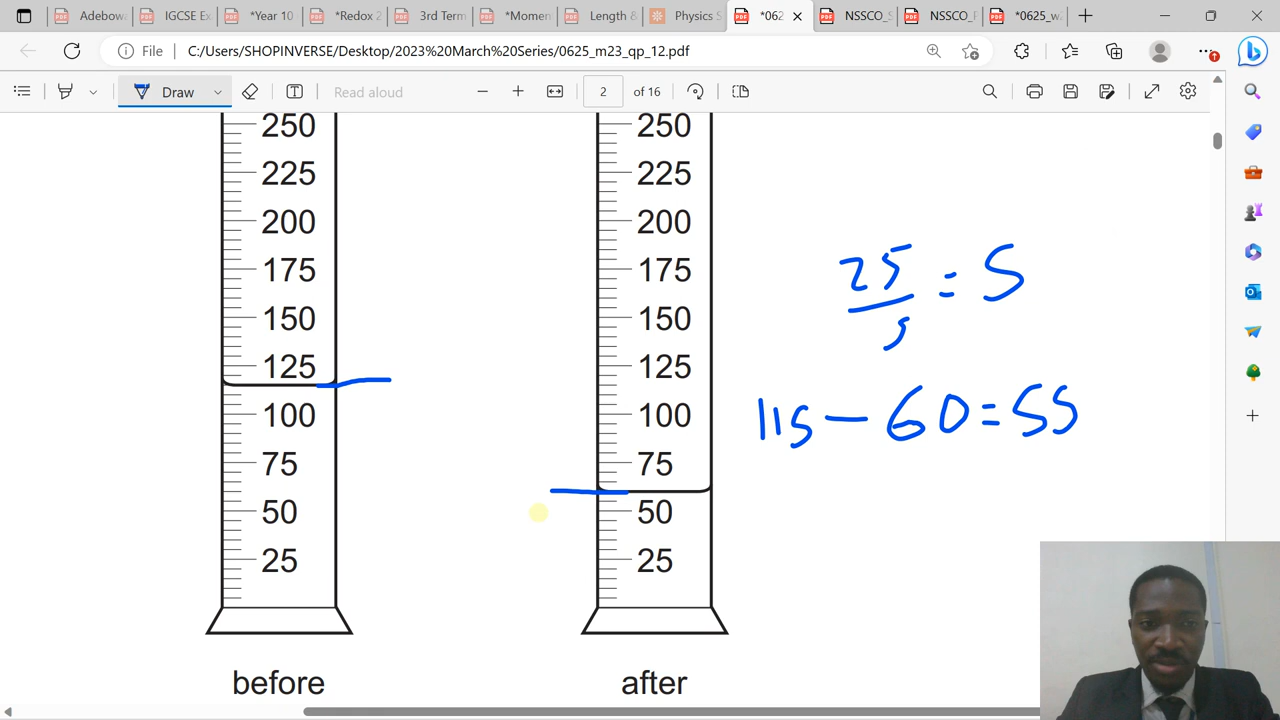 Adebowa
IGCSE Ex
*Year 10
*Redox 2
3rd Term
*Momen
Length &
Physics S
*062
NSSCO_S
NSSCO_P
*0625_w
File
C:/Users/SHOPINVERSE/Desktop/2023%20March%20Series/0625_m23_qp_12.pdf
Draw
Read aloud
2
of 16
250
225
200
175
150
125
100
75
50
25
before
250
225
200
175
150
125
100
75
50
25
after
25/5 = 5
115 - 60 = 55